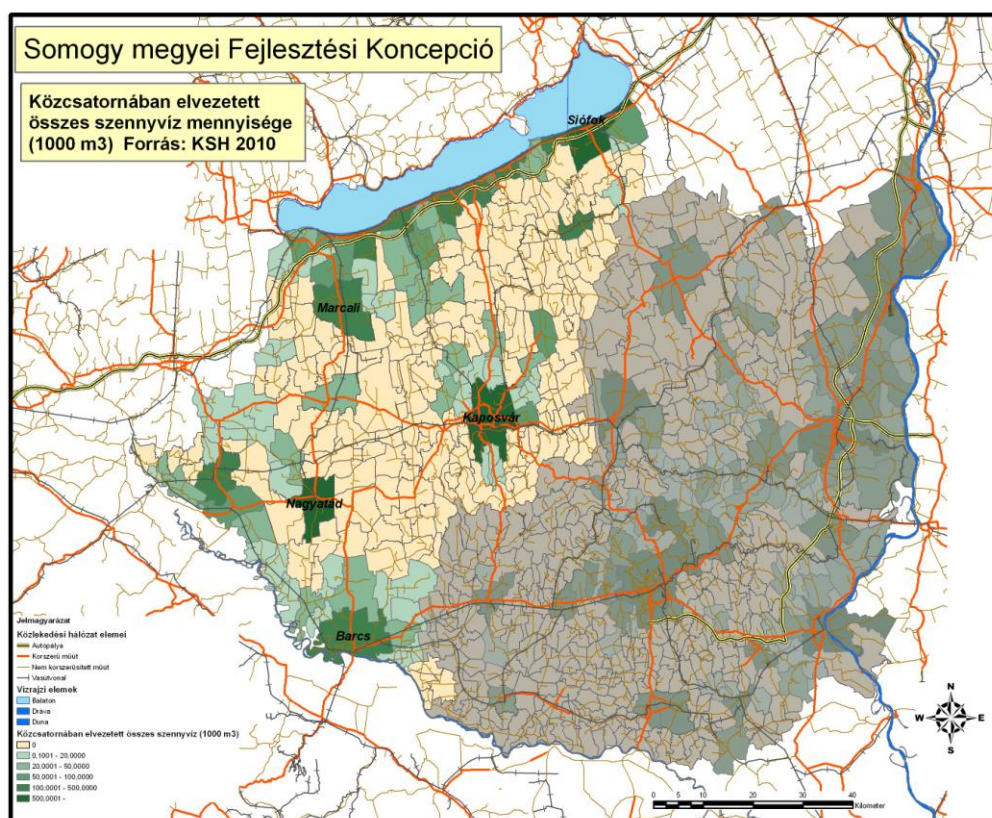 Somogy megyei Fejlesztési Koncepció
Közcsatornában elvezetett
összes szennyvíz mennyisége
(1000 m3) Forrás: KSH 2010
Siófok
Marcali
Kaposvár
Nagyatád
Barcs
Jelmagyarázat
Közlekedési hálózat elemei
Autópálya
Korszerű műút
Nem korszerűsített műút
Vasútvonal
Vízrajzi elemek
Balaton
Dráva
Duna
Közcsatornában elvezetett összes szennyvíz (1000 m3)
0
0,1001 - 20,0000
20,0001 - 50,0000
50,0001 - 100,0000
100,0001 - 500,0000
500,0001 -
N
W E
S
0 5 10 20 30 40
Kilometer